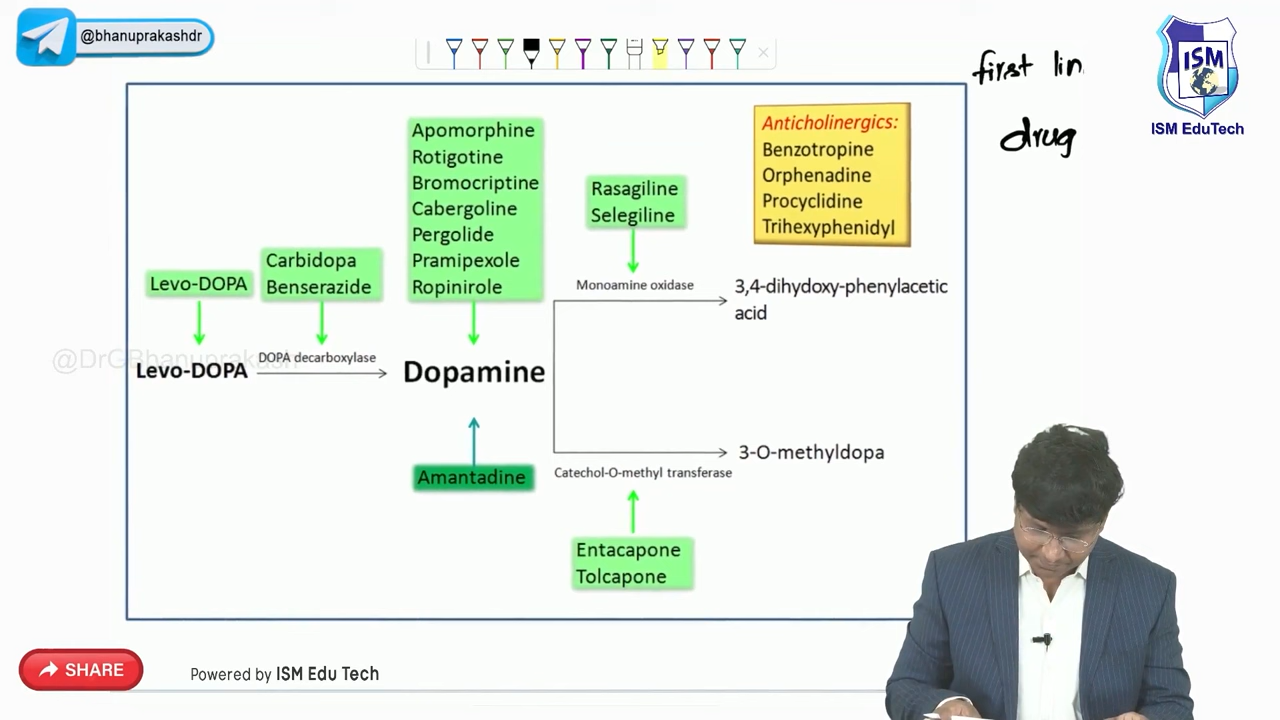 @bhanuprakashdr
first lin
drug
ISM
ISM EduTech
Apomorphine
Rotigotine
Bromocriptine
Cabergoline
Pergolide
Pramipexole
Ropinirole
Rasagiline
Selegiline
Anticholinergics:
Benzotropine
Orphenadine
Procyclidine
Trihexyphenidyl
Levo-DOPA
Carbidopa
Benserazide
Monoamine oxidase
3,4-dihydoxy-phenylacetic
acid
@DrGBhanuprakash
DOPA decarboxylase
Levo-DOPA
Dopamine
Amantadine
3-O-methyldopa
Catechol-O-methyl transferase
Entacapone
Tolcapone
SHARE
Powered by ISM Edu Tech